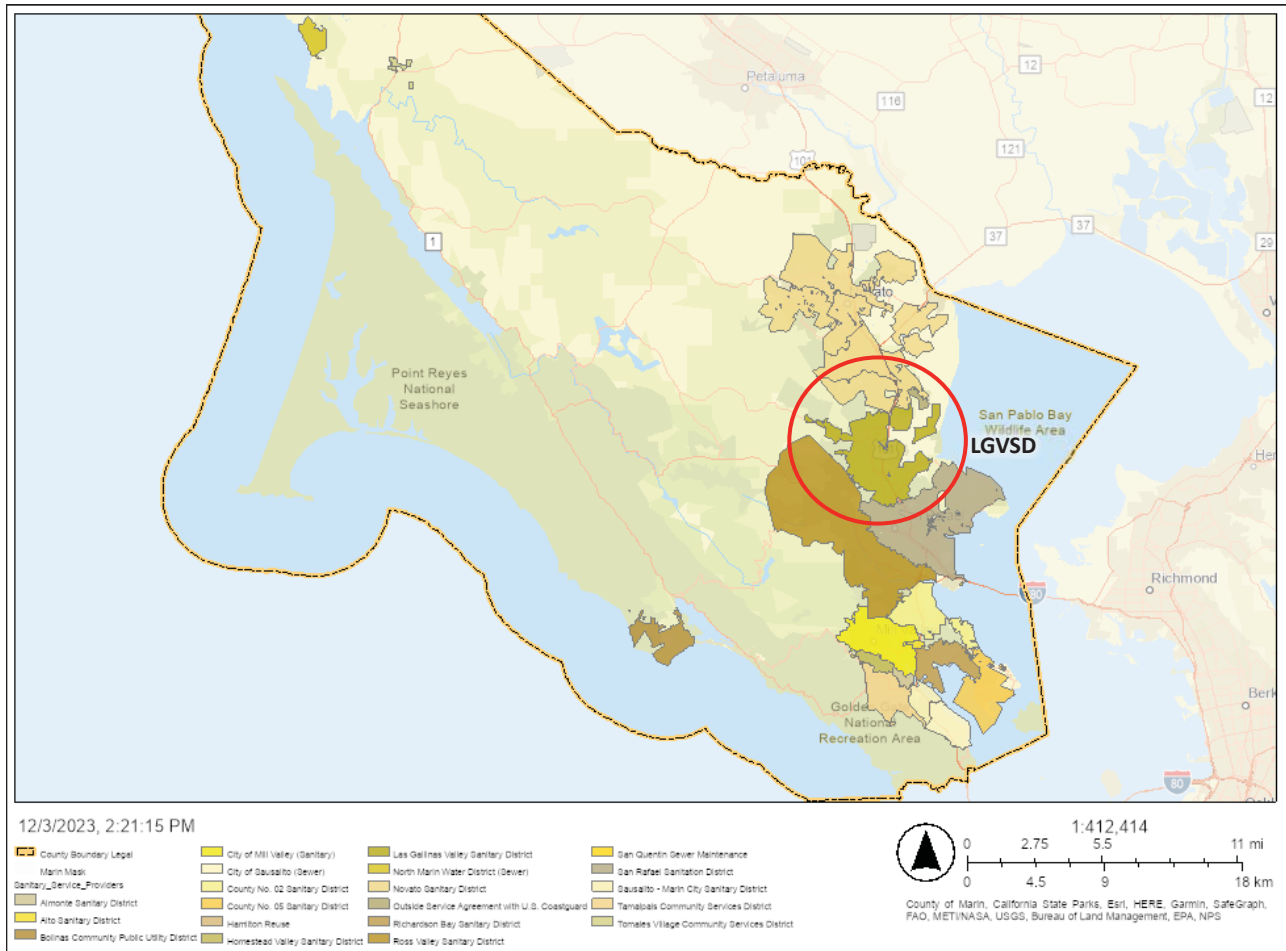 Petaluma
12
116
12
121
101
37
37
29
1
ato
Point Reyes
National
Seashore
San Pablo Bay
Wildlife Area
LGVSD
101
Her
Richmond
80
Mill
Golden Gate
National
Recreation Area
Berk
80
12/3/2023, 2:21:15 PM
County Boundary Legal
Marin Mask
Sanitary_Service_Providers
Almonte Sanitary District
Alto Sanitary District
Bolinas Community Public Utility District
City of Mill Valley (Sanitary)
City of Sausalito (Sewer)
County No. 02 Sanitary District
County No. 05 Sanitary District
Hamilton Reuse
Homestead Valley Sanitary District
Las Gallinas Valley Sanitary District
North Marin Water District (Sewer)
Novato Sanitary District
Outside Service Agreement with U.S. Coastguard
Richardson Bay Sanitary District
Ross Valley Sanitary District
San Quentin Sewer Maintenance
San Rafael Sanitation District
Sausalito - Marin City Sanitary District
Tamalpais Community Services District
Tomales Village Community Services District
1:412,414
0 2.75 5.5 11 mi
0 4.5 9 18 km
County of Marin, California State Parks, Esri, HERE, Garmin, SafeGraph,
FAO, METI/NASA, USGS, Bureau of Land Management, EPA, NPS